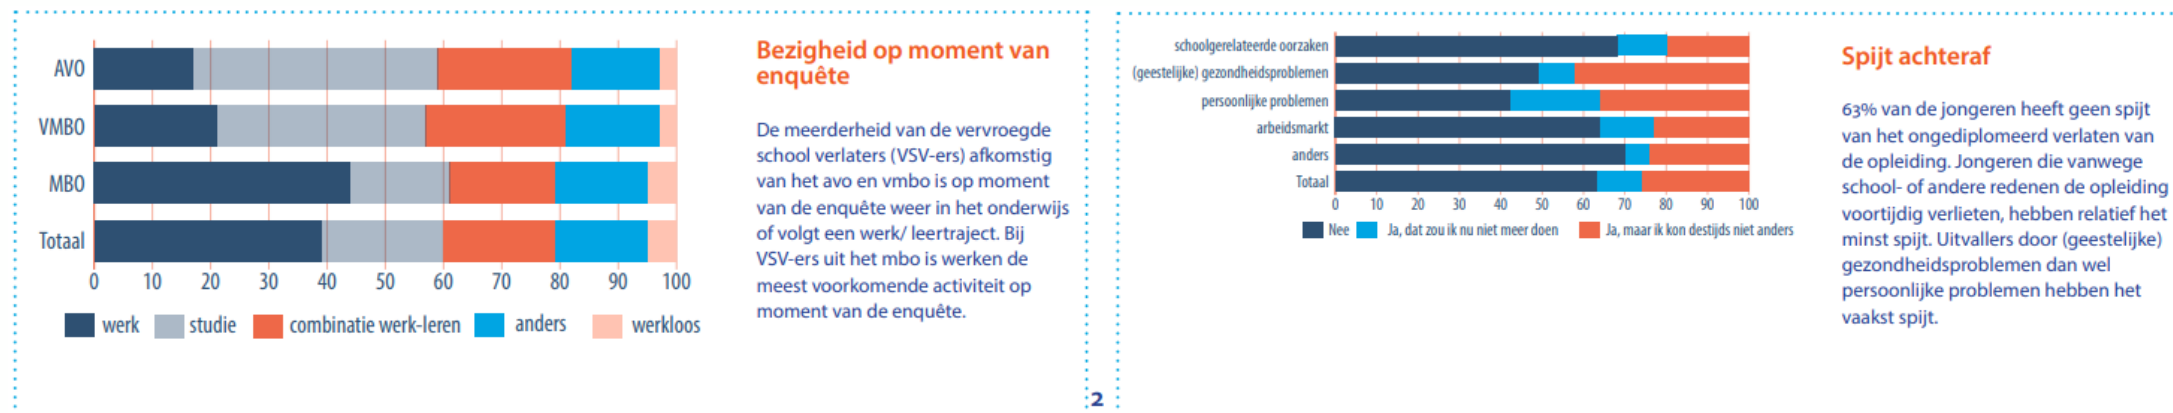 AVO
VMBO
MBO
Totaal
0 10 20 30 40 50 60 70 80 90 100
werk studie combinatie werk-leren anders werkloos
Bezigheid op moment van
enquête
De meerderheid van de vervroegde
school verlaters (VSV-ers) afkomstig
van het avo en vmbo is op moment
van de enquête weer in het onderwijs
of volgt een werk/ leertraject. Bij
VSV-ers uit het mbo is werken de
meest voorkomende activiteit op
moment van de enquête.
2
schoolgerelateerde oorzaken
(geestelijke) gezondheidsproblemen
persoonlijke problemen
arbeidsmarkt
anders
Totaal
0 10 20 30 40 50 60 70 80 90 100
Nee Ja, dat zou ik nu niet meer doen Ja, maar ik kon destijds niet anders
Spijt achteraf
63% van de jongeren heeft geen spijt
van het ongediplomeerd verlaten van
de opleiding. Jongeren die vanwege
school- of andere redenen de opleiding
voortijdig verlieten, hebben relatief het
minst spijt. Uitvallers door (geestelijke)
gezondheidsproblemen dan wel
persoonlijke problemen hebben het
vaakst spijt.